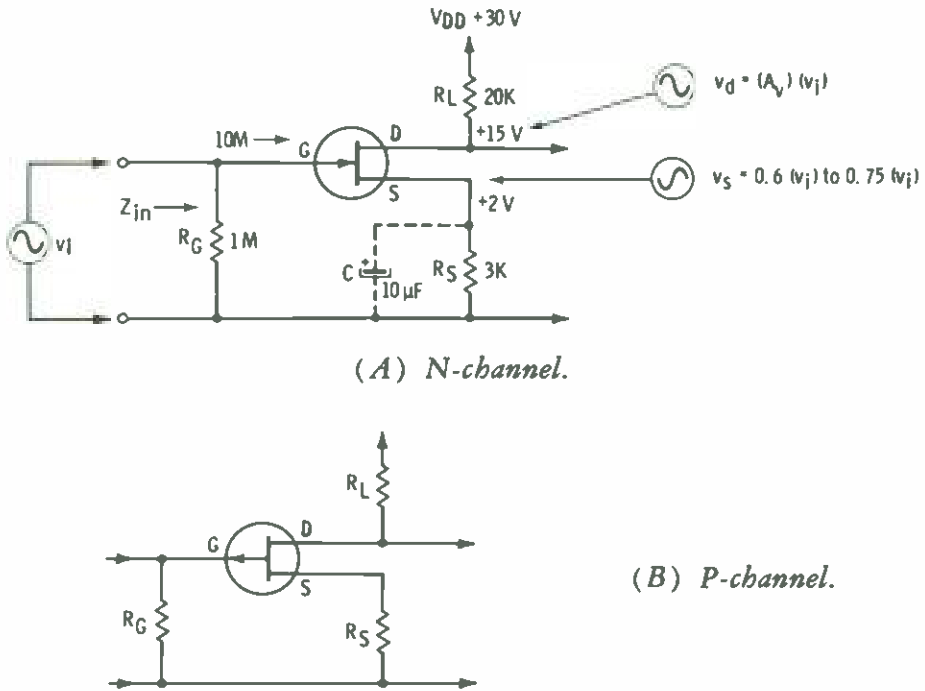 VDD +30 V
RL 20K
vd = (Av) (vi)
+15 V
10M
G
D
S
vs = 0.6 (vi) to 0.75 (vi)
+2 V
Zin
vi
RG 1M
C
+
10 µF
RS 3K
(A) N-channel.
RL
G
D
S
(B) P-channel.
RG
RS